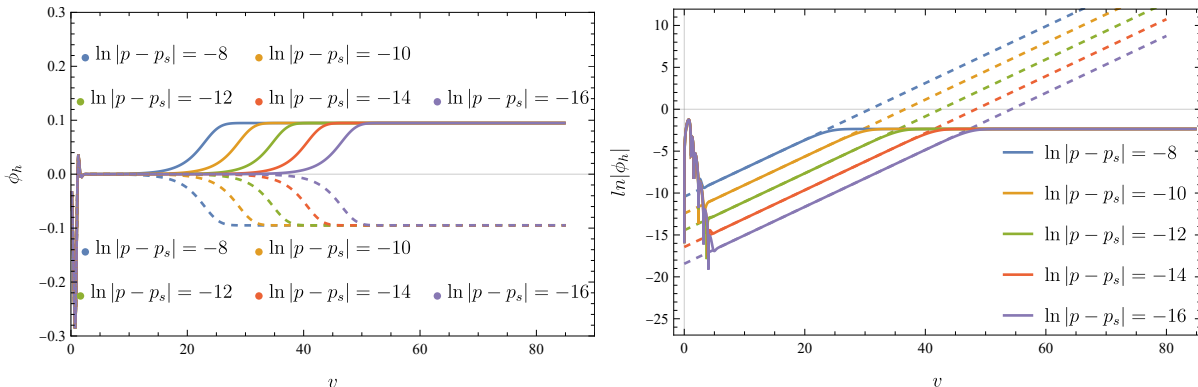 0.3
ln|p − p_s| = −8 ln|p − p_s| = −10
0.2
ln|p − p_s| = −12 ln|p − p_s| = −14 ln|p − p_s| = −16
0.1
ϕ_h
0.0
−0.1
ln|p − p_s| = −8 ln|p − p_s| = −10
−0.2
ln|p − p_s| = −12 ln|p − p_s| = −14 ln|p − p_s| = −16
−0.3
0 20 40 60 80
v
10
5
0
−5
−10
−15
−20
−25
ln|ϕ_h|
ln|p − p_s| = −8
ln|p − p_s| = −10
ln|p − p_s| = −12
ln|p − p_s| = −14
ln|p − p_s| = −16
0 20 40 60 80
v